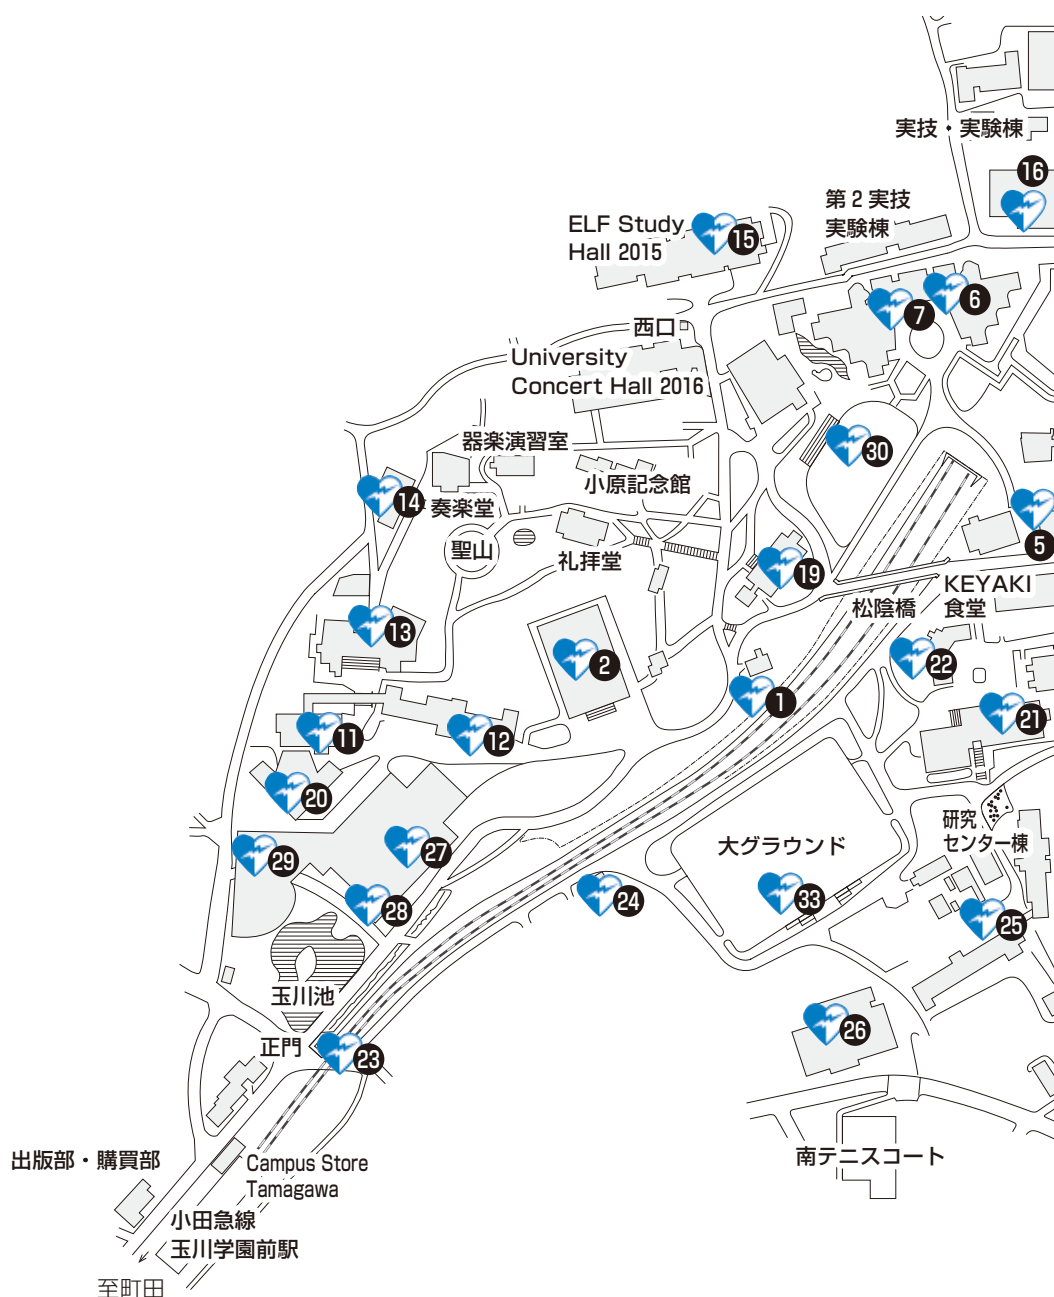 実技・実験棟
16
第2実技
実験棟
ELF Study
Hall 2015
15
6
7
西口
University
Concert Hall 2016
30
器楽演習室
小原記念館
14
奏楽堂
5
聖山
礼拝堂
19
KEYAKI
食堂
松陰橋
13
2
22
1
21
11
12
20
研究
センター棟
27
大グラウンド
29
28
24
33
25
玉川池
26
正門
23
出版部・購買部
Campus Store
Tamagawa
南テニスコート
小田急線
玉川学園前駅
至町田